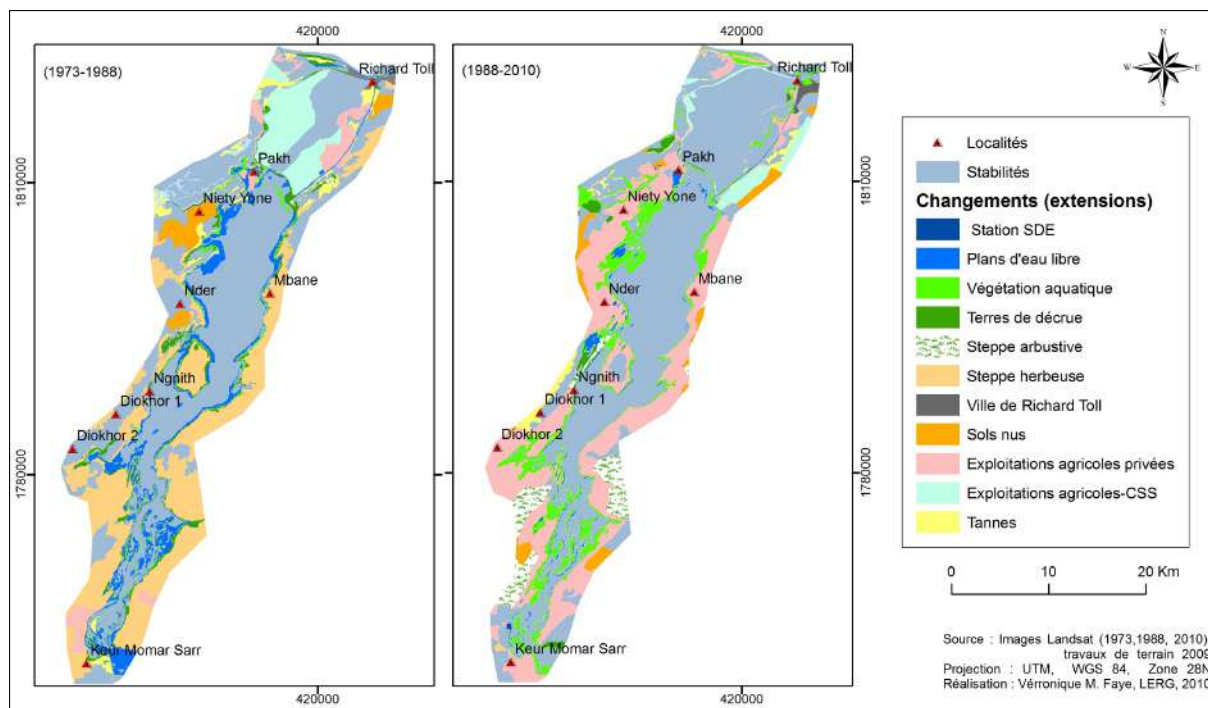 420000
420000
(1973-1988)
Richard Toll
Pakh
1810000
Niety Yone
Mbane
Nder
Ngnith
Diokhor 1
Diokhor 2
1780000
Keur Momar Sarr
420000
(1988-2010)
Richard Toll
Pakh
1810000
Niety Yone
Mbane
Nder
Ngnith
Diokhor 1
Diokhor 2
1780000
Keur Momar Sarr
420000
N
W E
S
Localités
Stabilités
Changements (extensions)
Station SDE
Plans d'eau libre
Végétation aquatique
Terres de décrue
Steppe arbustive
Steppe herbeuse
Ville de Richard Toll
Sols nus
Exploitations agricoles privées
Exploitations agricoles-CSS
Tannes
0 10 20 Km
Source : Images Landsat (1973,1988, 2010)
travaux de terrain 2009
Projection : UTM, WGS 84, Zone 28N
Réalisation : Vérronique M. Faye, LERG, 2010